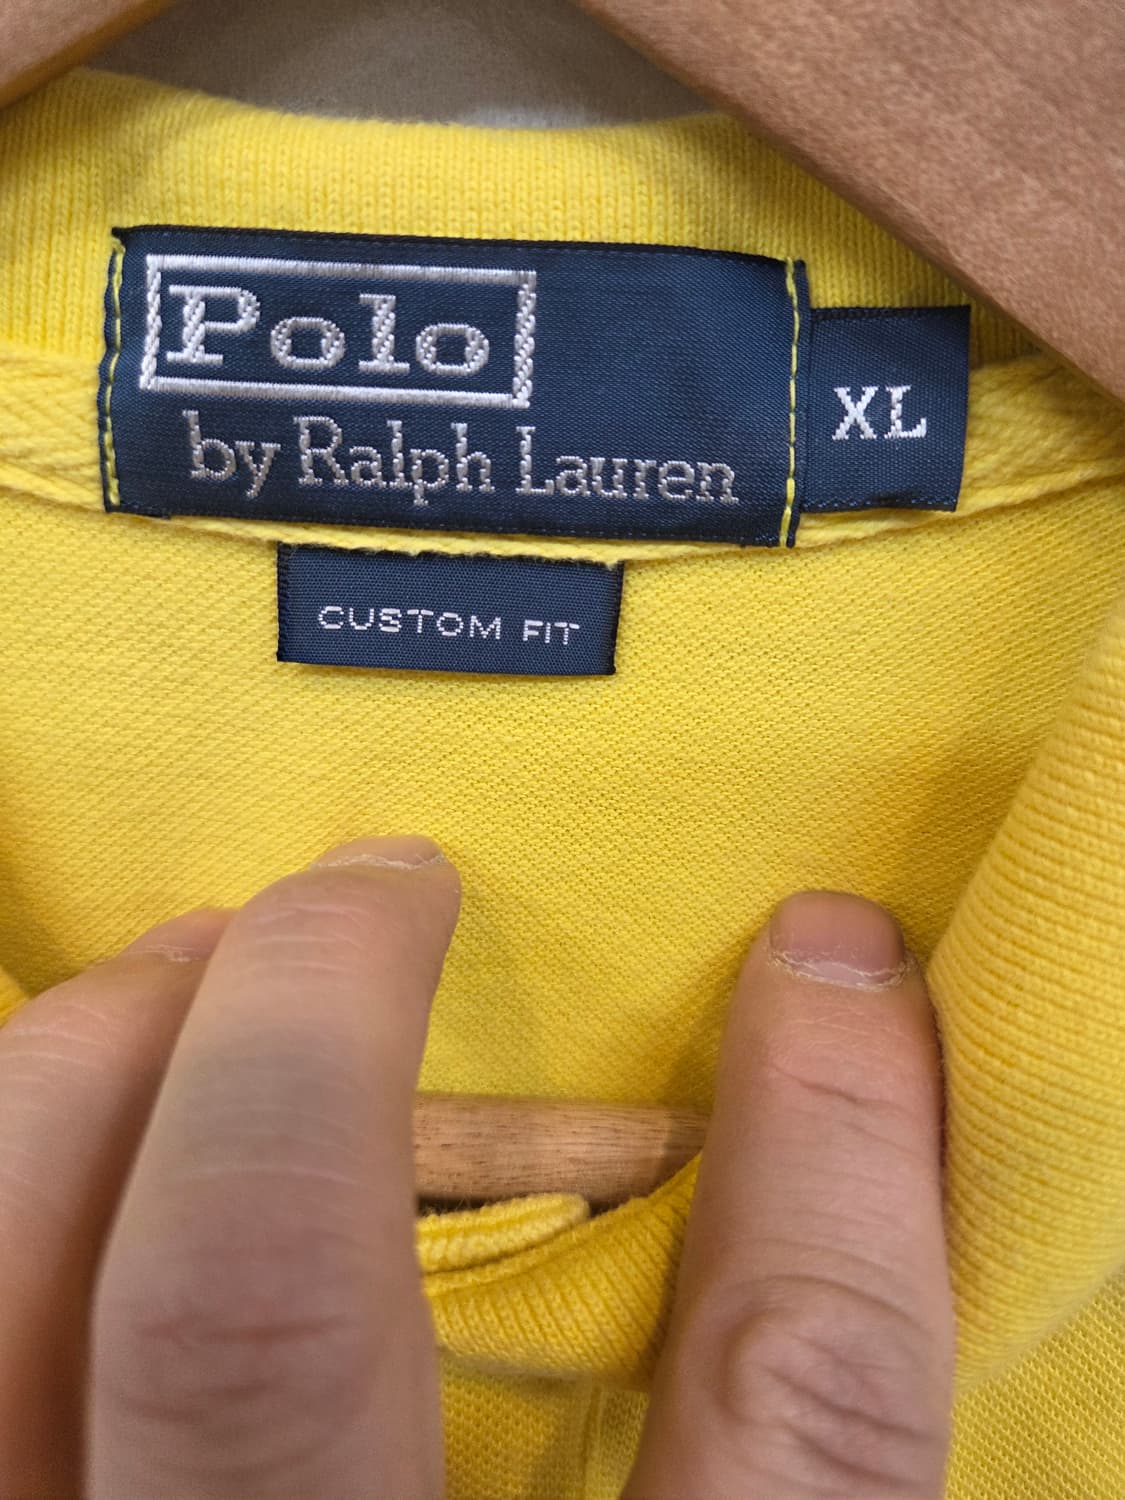 Polo
by Ralph Lauren
XL
CUSTOM FIT